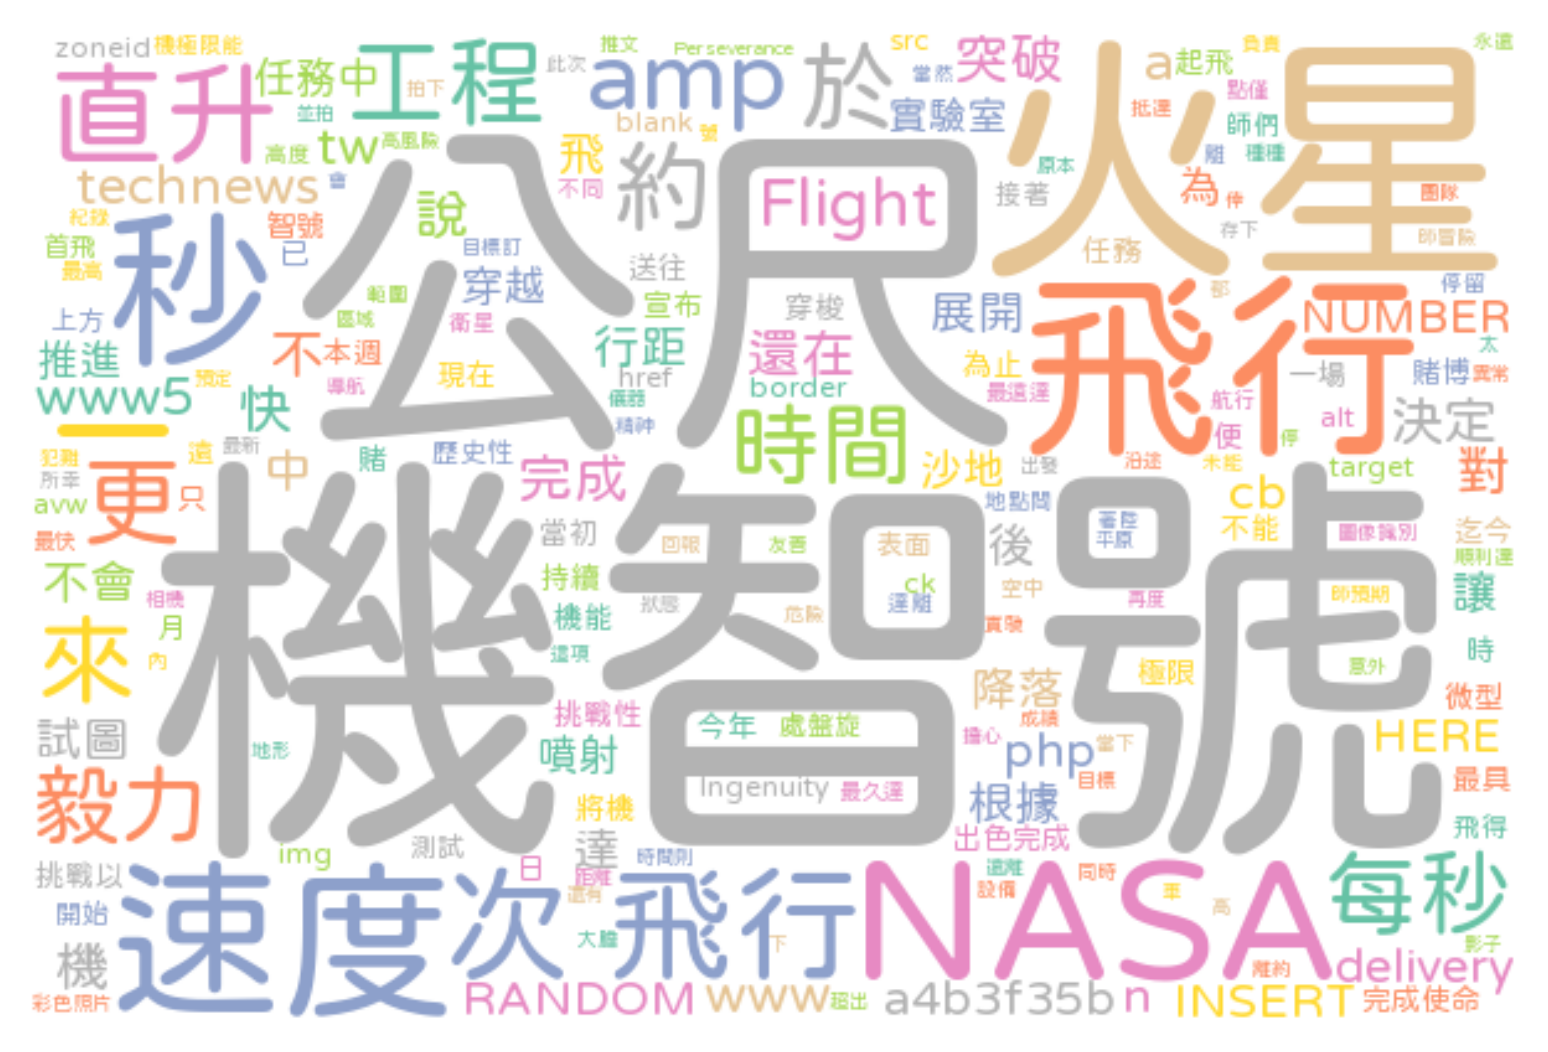 zoneid 機極限能 工程 此次 推文 Perseverance amp 於 src 當然 突破 負責 永遠
直升 任務中 拍下 並拍 火星 a 起飛 點僅 抵達
technews 高度 tw 高風險 blank 號 實驗室 師們 離 種種
會 公尺 飛 不同 約 Flight 接著 原本 為 團隊
紀錄 秒 智號 說 已 目標訂 送往 存下 任務
首飛 最高 穿越 範圍 宣布 穿梭 展開 飛行 停留
上方 區域 衛星 行距 還在 為止 NUMBER 太
推進 不 本週 現在 href border 一場 賭博 異常
www5 預定 快 導航 儀器 時間 最遠達 航行 alt 決定
一 更 遠 最新 中 賭 歷史性 精神 完成 沙地 出發 便 停 沿途 未能 target 對
犯難 所幸 avw 只 機智號 地點間 著陸 平原 cb
最快 當初 回報 友善 表面 後 不能 圖像識別 迄今
不會 相機 持續 狀態 危險 ck 達離 空中 再度 師預期 順利達 讓
來 月 內 機能 這項 實驗 意外 時
試圖 地形 挑戰性 今年 處盤旋 降落 成績 極限 微型
毅力 噴射 Ingenuity 最久達 擔心 php 當下 HERE
img 測試 將機 達 根據 目標 最具
挑戰以 日 時間則 距離 出色完成 飛得
開始 速度 次 飛行 還有 遠離 設備 同時 NASA 筆 高 每秒
機 大膽 下 離約 影子 delivery
彩色照片 RANDOM www 超出 a4b3f35b n INSERT 完成使命